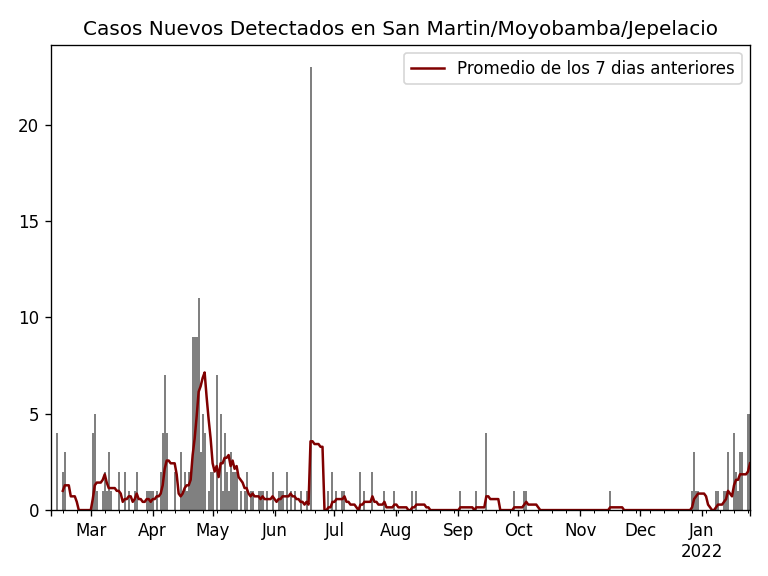 Casos Nuevos Detectados en San Martin/Moyobamba/Jepelacio
Promedio de los 7 dias anteriores
20
15
10
5
0
Mar Apr May Jun Jul Aug Sep Oct Nov Dec Jan
2022